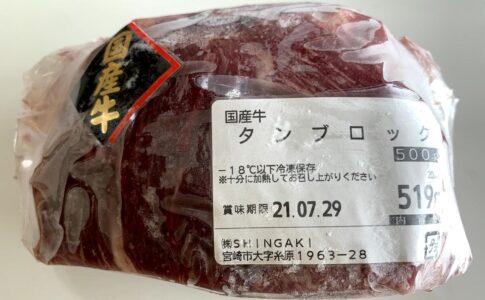 国産牛
国産牛
タンブロック
500
-18℃以下冷凍保存
※十分に加熱してお召し上がりください
519
賞味期限 21.07.29
㈱SHINGAKI
宮崎市大字糸原1963-28